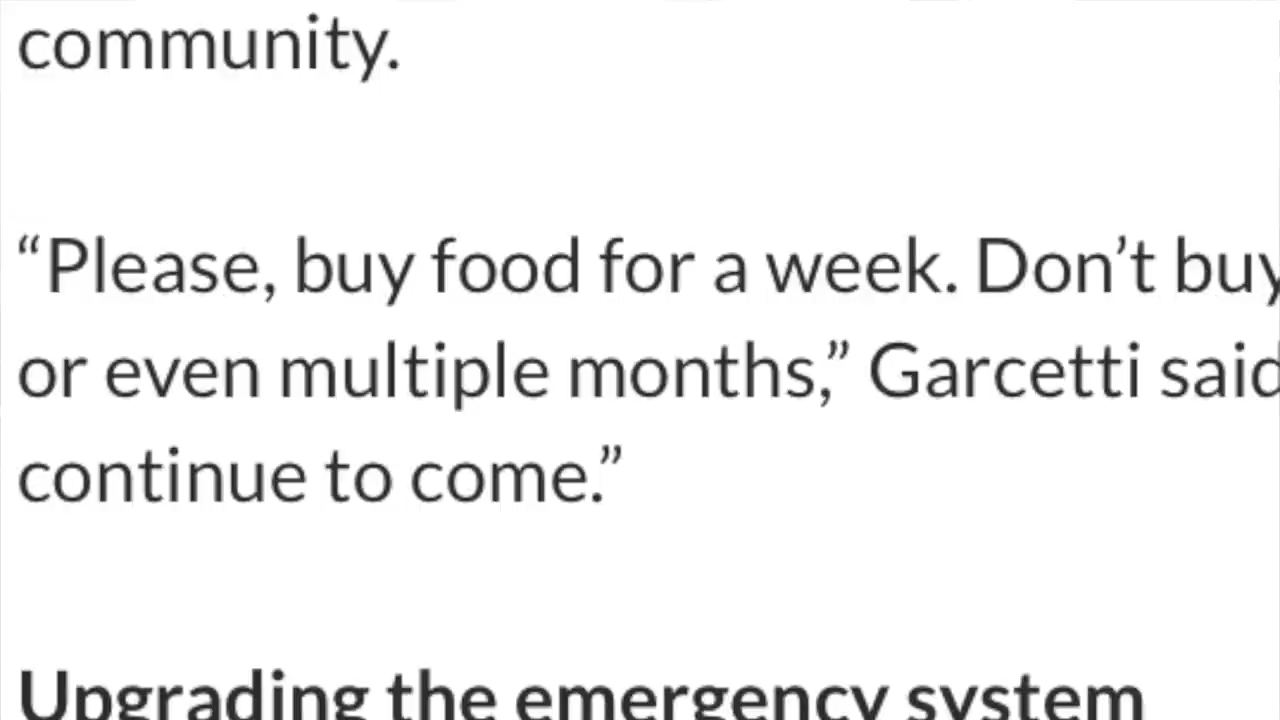 community.
“Please, buy food for a week. Don’t buy
or even multiple months,” Garcetti said
continue to come.”
Upgrading the emergency system